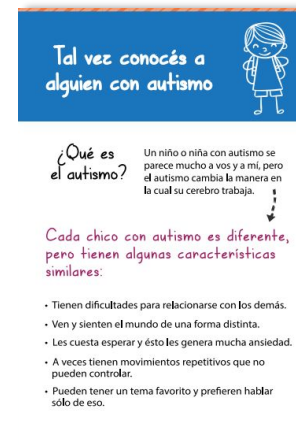 Tal vez conocés a
alguien con autismo
¿Qué es
el autismo?
Un niño o niña con autismo se
parece mucho a vos y a mí, pero
el autismo cambia la manera en
la cual su cerebro trabaja.
Cada chico con autismo es diferente,
pero tienen algunas características
similares:
• Tienen dificultades para relacionarse con los demás.
• Ven y sienten el mundo de una forma distinta.
• Les cuesta esperar y ésto les genera mucha ansiedad.
• A veces tienen movimientos repetitivos que no
pueden controlar.
• Pueden tener un tema favorito y prefieren hablar
sólo de eso.